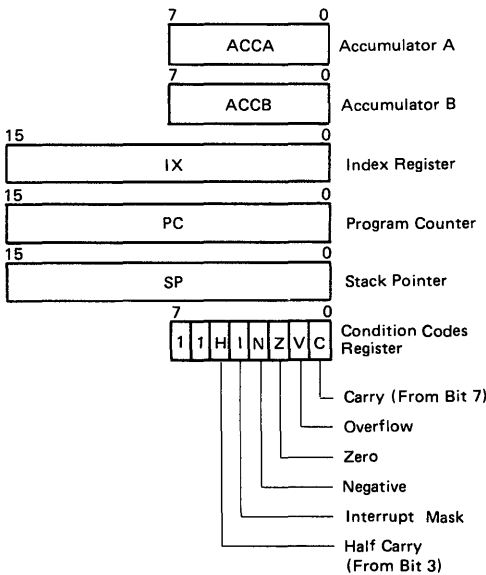 7 0
ACCA Accumulator A
7 0
ACCB Accumulator B
15 0
IX Index Register
15 0
PC Program Counter
15 0
SP Stack Pointer
7 0
1 1 H I N Z V C Condition Codes
Register
Carry (From Bit 7)
Overflow
Zero
Negative
Interrupt Mask
Half Carry
(From Bit 3)